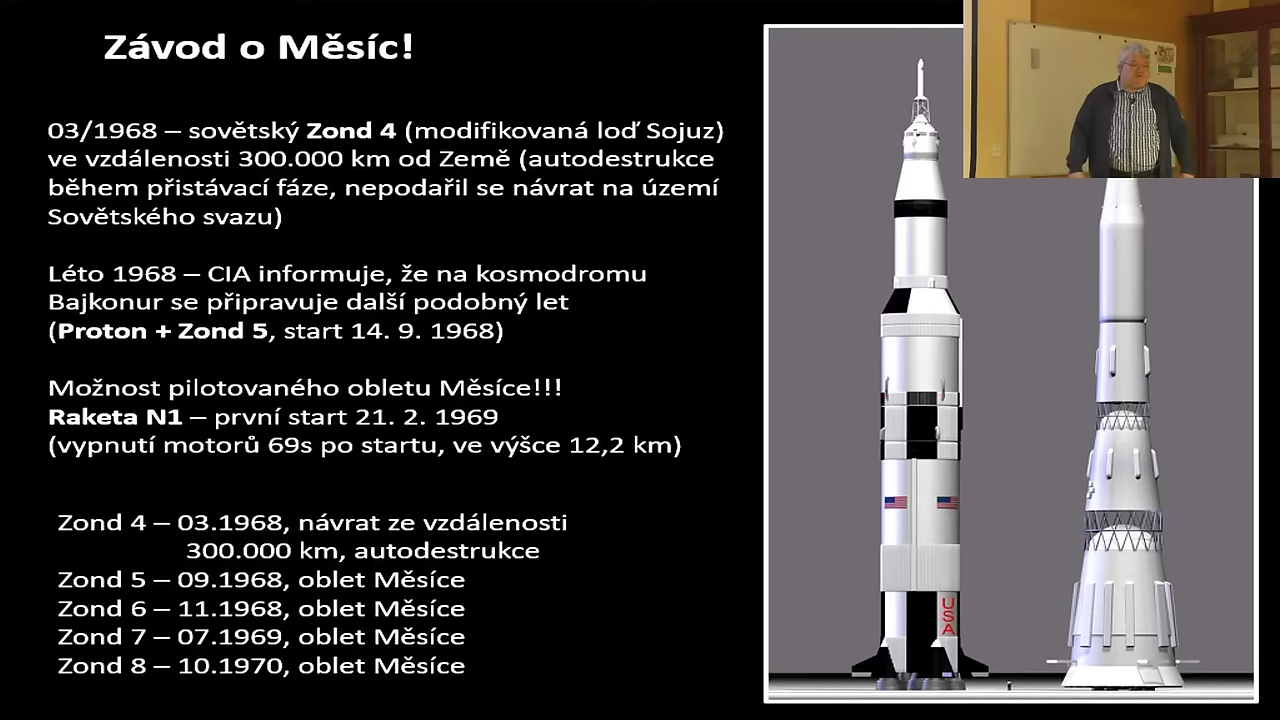 Závod o Měsíc!
03/1968 – sovětský Zond 4 (modifikovaná loď Sojuz)
ve vzdálenosti 300.000 km od Země (autodestrukce
během přistávací fáze, nepodařil se návrat na území
Sovětského svazu)
Léto 1968 – CIA informuje, že na kosmodromu
Bajkonur se připravuje další podobný let
(Proton + Zond 5, start 14. 9. 1968)
Možnost pilotovaného obletu Měsíce!!!
Raketa N1 – první start 21. 2. 1969
(vypnutí motorů 69s po startu, ve výšce 12,2 km)
Zond 4 – 03.1968, návrat ze vzdálenosti
300.000 km, autodestrukce
Zond 5 – 09.1968, oblet Měsíce
Zond 6 – 11.1968, oblet Měsíce
Zond 7 – 07.1969, oblet Měsíce
Zond 8 – 10.1970, oblet Měsíce
USA